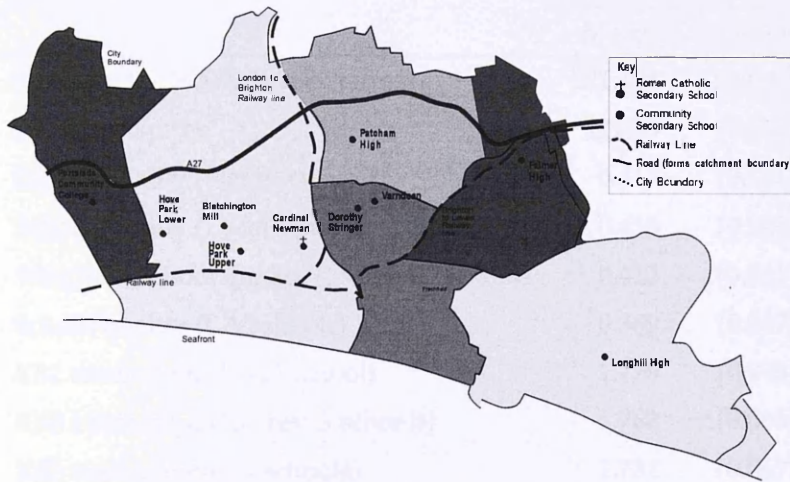 City
Boundary
London to
Brighton
Railway line
A27
Patcham
High
Community
College
Falmer
High
Hove
Park,
Lower
Blatchington
Mill
Hove
Park
Upper
Cardinal
Newman
Dorothy
Stringer
Varndean
Railway line
Seafront
Longhill High
Key
Roman Catholic
Secondary School
Community
Secondary School
Railway Line
Road (forms catchment boundary
City Boundary